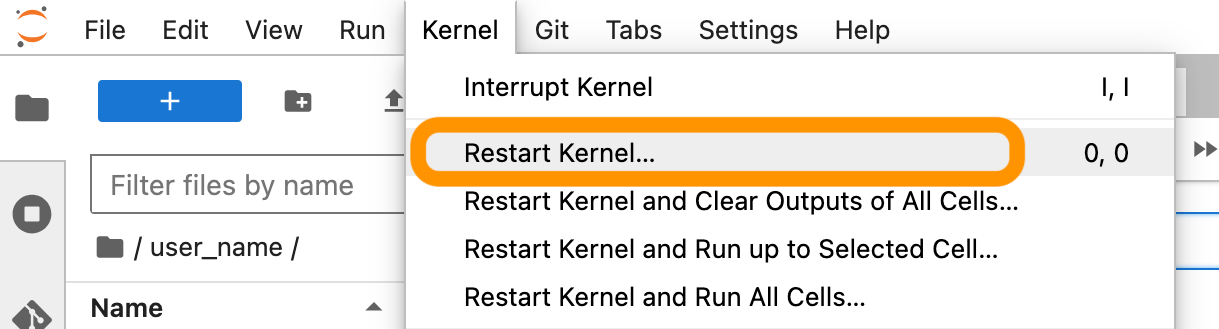 File Edit View Run Kernel Git Tabs Settings Help
+
Interrupt Kernel I, I
Restart Kernel... 0, 0
Filter files by name
Restart Kernel and Clear Outputs of All Cells...
/ user_name /
Restart Kernel and Run up to Selected Cell...
Name
Restart Kernel and Run All Cells...